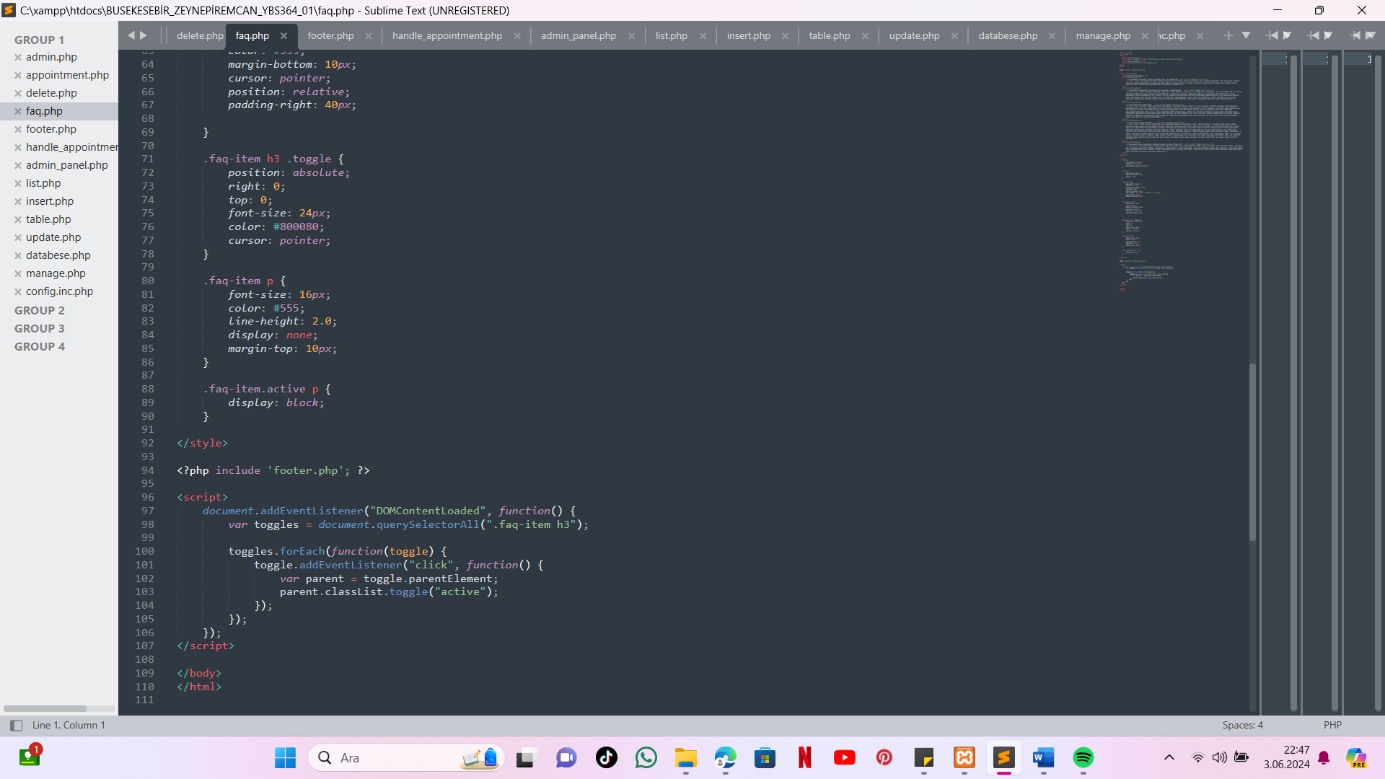 C:\xampp\htdocs\BUSEKESEBİR_ZEYNEPİREMCAN_YBS364_01\faq.php - Sublime Text (UNREGISTERED)
delete.php faq.php footer.php handle_appointment.php admin_panel.php list.php insert.php table.php update.php databese.php manage.php
GROUP 1
admin.php
appointment.php
delete.php
faq.php
footer.php
handle_appointmer
admin_panel.php
list.php
insert.php
table.php
update.php
databese.php
manage.php
config.inc.php
GROUP 2
GROUP 3
GROUP 4
64 margin-bottom: 10px;
65 cursor: pointer;
66 position: relative;
67 padding-right: 40px;
68
69 }
70
71 .faq-item h3 .toggle {
72 position: absolute;
73 right: 0;
74 top: 0;
75 font-size: 24px;
76 color: #800080;
77 cursor: pointer;
78 }
79
80 .faq-item p {
81 font-size: 16px;
82 color: #555;
83 line-height: 2.0;
84 display: none;
85 margin-top: 10px;
86 }
87
88 .faq-item.active p {
89 display: block;
90 }
91
92 </style>
93
94 <?php include 'footer.php'; ?>
95
96 <script>
97 document.addEventListener("DOMContentLoaded", function() {
98 var toggles = document.querySelectorAll(".faq-item h3");
99
100 toggles.forEach(function(toggle) {
101 toggle.addEventListener("click", function() {
102 var parent = toggle.parentElement;
103 parent.classList.toggle("active");
104 });
105 });
106 });
107 </script>
108
109 </body>
110 </html>
111
Line 1, Column 1
Spaces: 4 PHP
1
Ara
22:47
3.06.2024
PRE